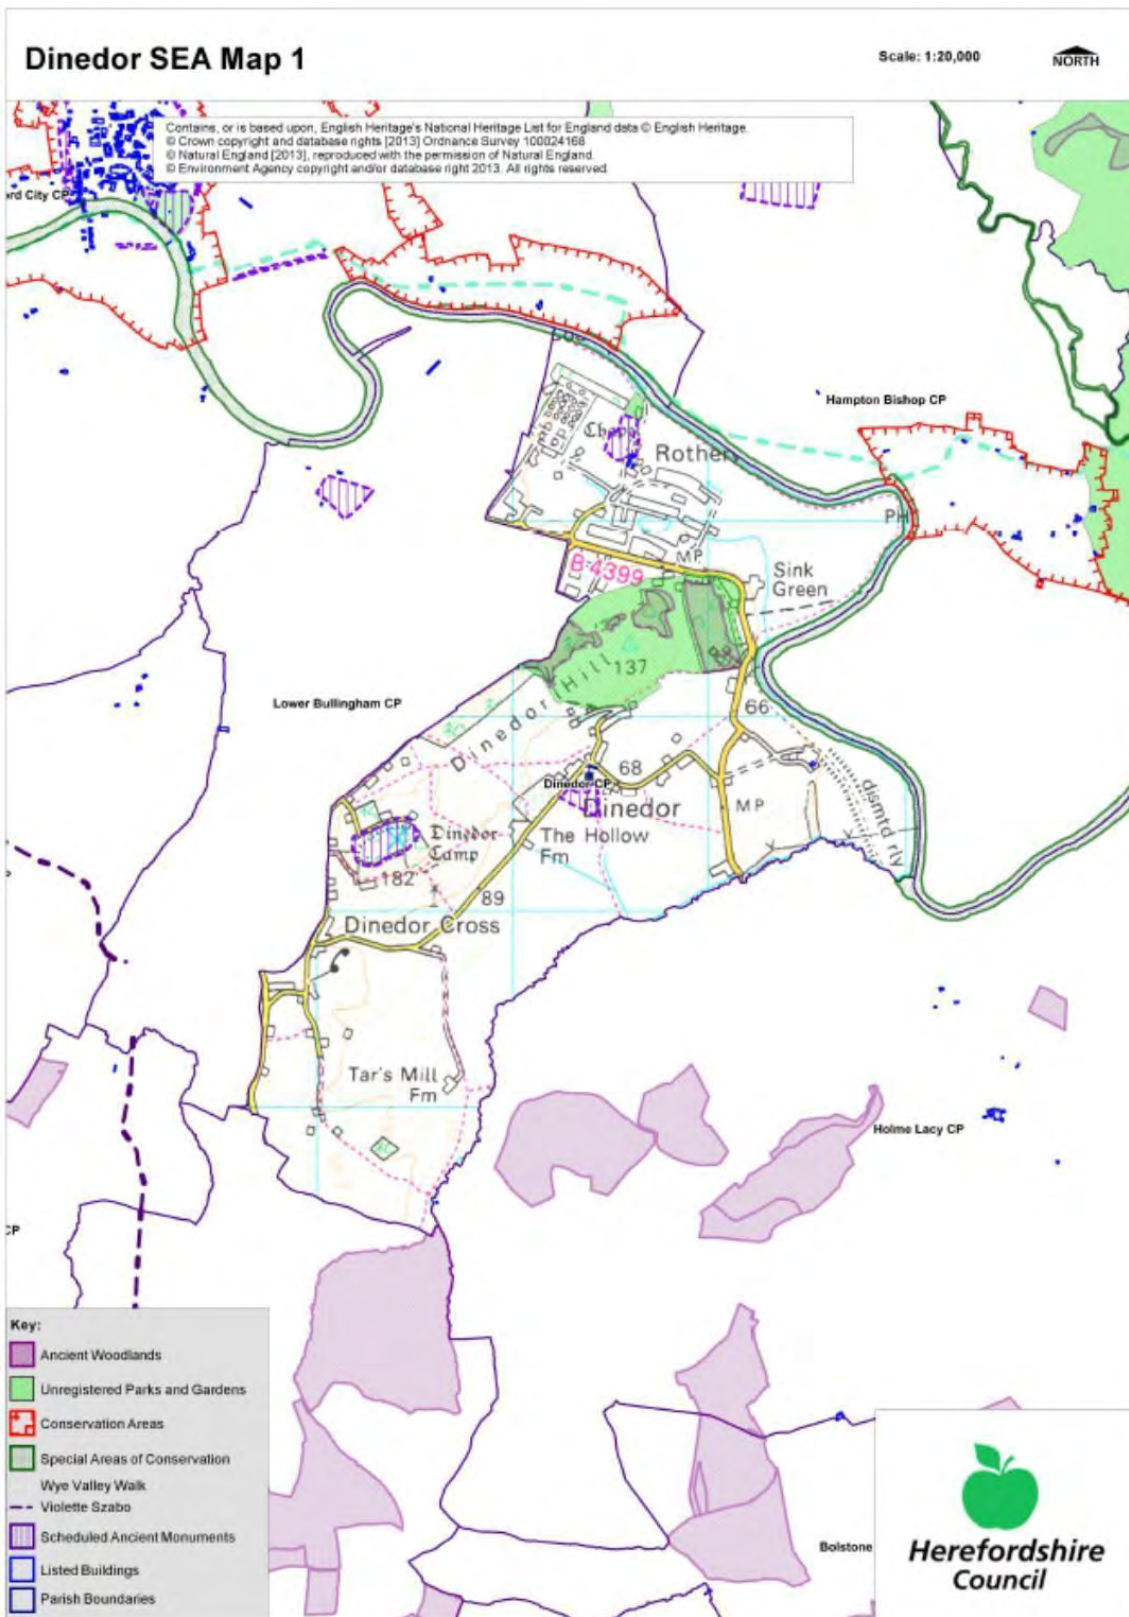 Dinedor SEA Map 1
Scale: 1:20,000
NORTH
Contains, or is based upon, English Heritage's National Heritage List for England data © English Heritage.
© Crown copyright and database rights [2013] Ordnance Survey 100024168
© Natural England [2013], reproduced with the permission of Natural England.
© Environment Agency copyright and/or database right 2013. All rights reserved.
rd City CP
Hampton Bishop CP
Chapel
Rother
PH
MP
B 4399
Sink
Green
137
Lower Bullingham CP
Dinedor Hill
66
68
Dinedor CP
Dinedor
MP
dismtd rly
Dinedor
Camp
The Hollow
Fm
182
89
Dinedor Cross
Tar's Mill
Fm
Holme Lacy CP
CP
Key:
Ancient Woodlands
Unregistered Parks and Gardens
Conservation Areas
Special Areas of Conservation
Wye Valley Walk
Violette Szabo
Scheduled Ancient Monuments
Listed Buildings
Parish Boundaries
Bolstone
Herefordshire
Council